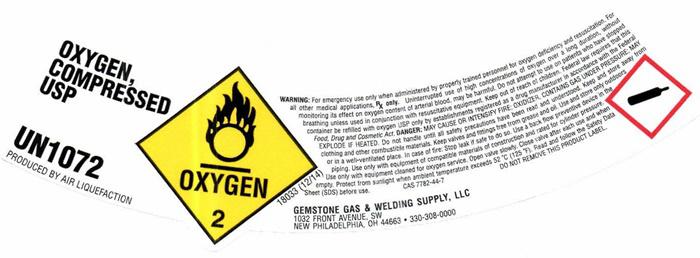 OXYGEN,
COMPRESSED
USP
UN1072
PRODUCED BY AIR LIQUEFACTION
OXYGEN
2
18033 (12/14)
WARNING: For emergency use only when administered by properly trained personnel for oxygen deficiency and resuscitation. For
all other medical applications, Rx only. Uninterrupted use of high concentrations of oxygen over a long duration, without
monitoring its effect on oxygen content of arterial blood, may be harmful. Do not attempt to use on patients who have stopped
breathing unless used in conjunction with resuscitative equipment. Keep out of reach of children. Federal law requires that this
container be refilled with oxygen USP only by establishments registered as a drug manufacturer in accordance with the Federal
Food, Drug and Cosmetic Act. DANGER: MAY CAUSE OR INTENSIFY FIRE; OXIDIZER. CONTAINS GAS UNDER PRESSURE; MAY
EXPLODE IF HEATED. Do not handle until all safety precautions have been read and understood. Keep and store away from
clothing and other combustible materials. Keep valves and fittings free from grease and oil. Use and store only outdoors
or in a well-ventilated place. In case of fire: Stop leak if safe to do so. Use a back flow preventive device in the
piping. Use only with equipment of compatible materials of construction and rated for cylinder pressure.
Use only with equipment cleaned for oxygen service. Open valve slowly. Close valve after each use and when
empty. Protect from sunlight when ambient temperature exceeds 52 °C (125 °F). Read and follow the Safety Data
Sheet (SDS) before use. CAS 7782-44-7 DO NOT REMOVE THIS PRODUCT LABEL.
GEMSTONE GAS & WELDING SUPPLY, LLC
1032 FRONT AVENUE, SW
NEW PHILADELPHIA, OH 44663 • 330-308-0000